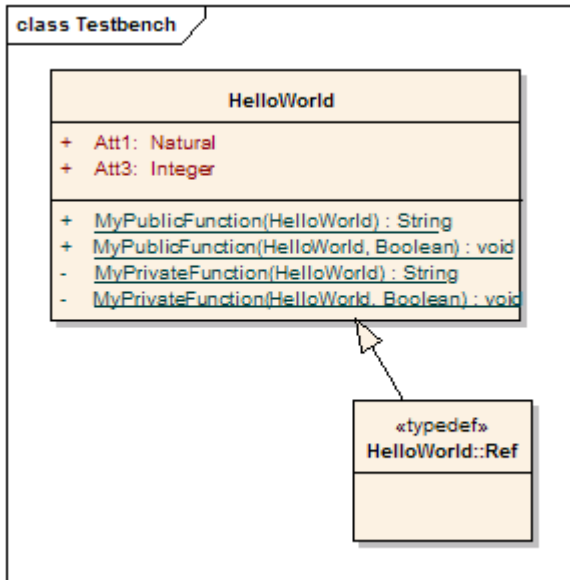 class Testbench
HelloWorld
+ Att1: Natural
+ Att3: Integer
+ MyPublicFunction(HelloWorld) : String
+ MyPublicFunction(HelloWorld, Boolean) : void
- MyPrivateFunction(HelloWorld) : String
- MyPrivateFunction(HelloWorld, Boolean) : void
«typedef»
HelloWorld::Ref